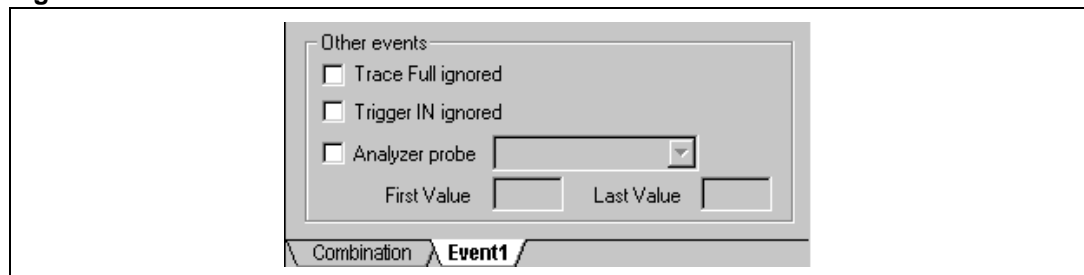 Other events
Trace Full ignored
Trigger IN ignored
Analyzer probe
First Value Last Value
Combination Event1